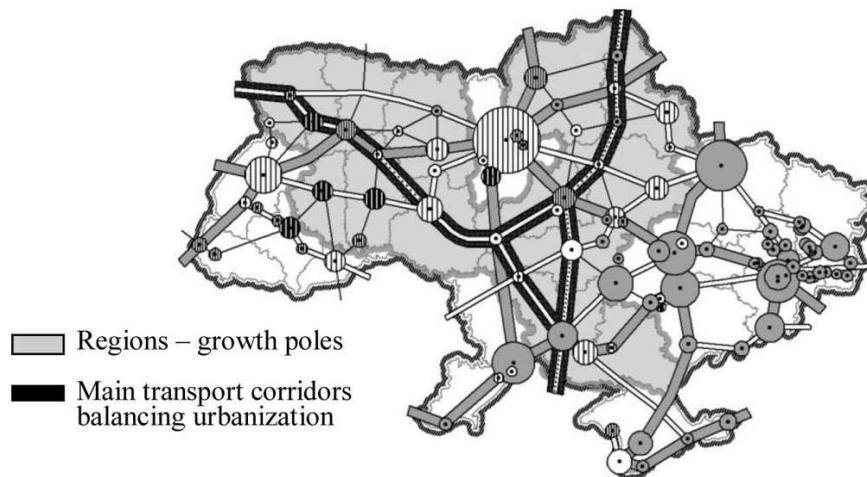 Regions – growth poles
Main transport corridors
balancing urbanization